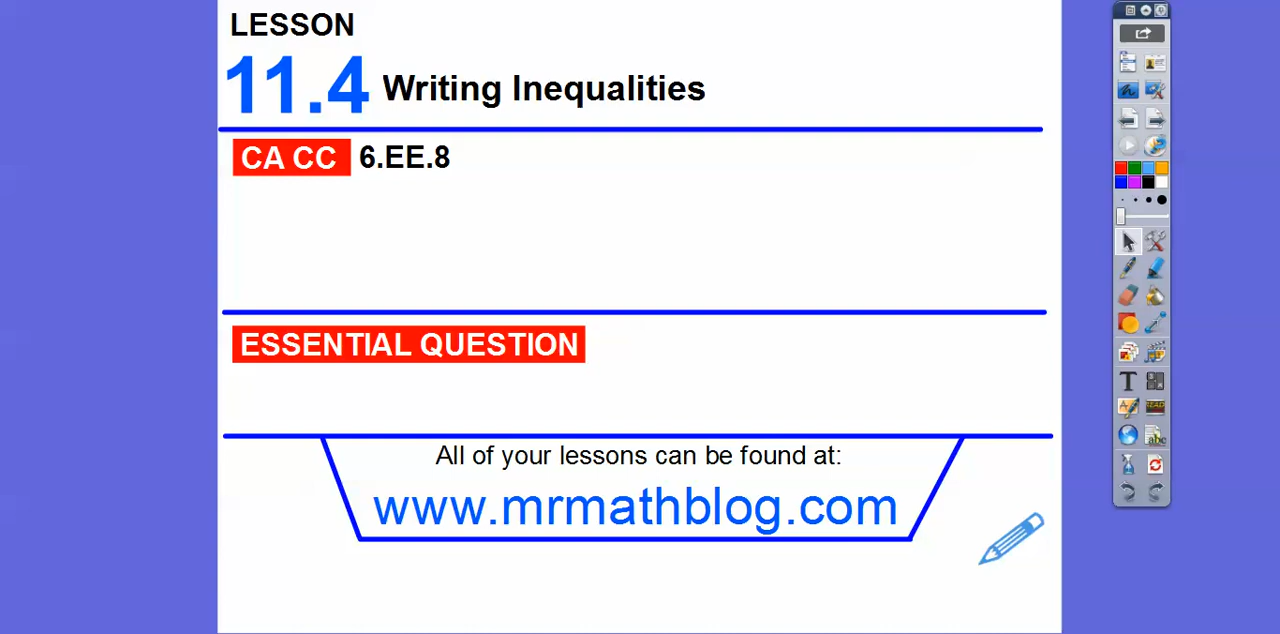 LESSON
11.4 Writing Inequalities
CA CC 6.EE.8
ESSENTIAL QUESTION
All of your lessons can be found at:
www.mrmathblog.com
T
abc